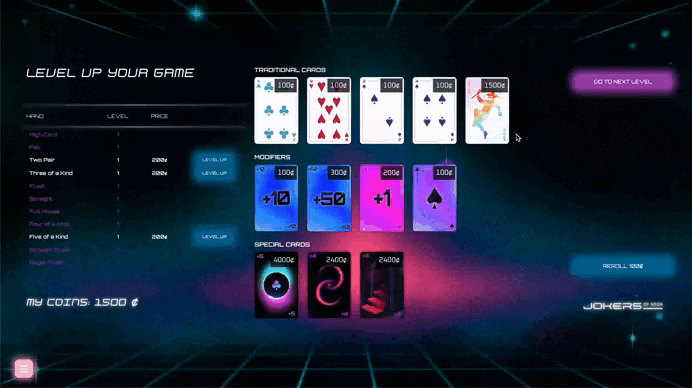 LEVEL UP YOUR GAME
HAND LEVEL PRICE
High Card 1
Pair 1
Two Pair 1 200¢ LEVEL UP
Three of a Kind 1 200¢ LEVEL UP
Flush 1
Straight 1
Full House 1
Four of a Kind 1
Five of a Kind 1 200¢ LEVEL UP
Straight Flush 1
Royal Flush 1
MY COINS: 1500 ¢
TRADITIONAL CARDS
100¢ 100¢ 100¢ 100¢ 1500¢
MODIFIERS
100¢ 300¢ 200¢ 100¢
+10 +50 +1
SPECIAL CARDS
4000¢ 2400¢ 2400¢
GO TO NEXT LEVEL
REROLL 100¢
JOKERS OF NEON